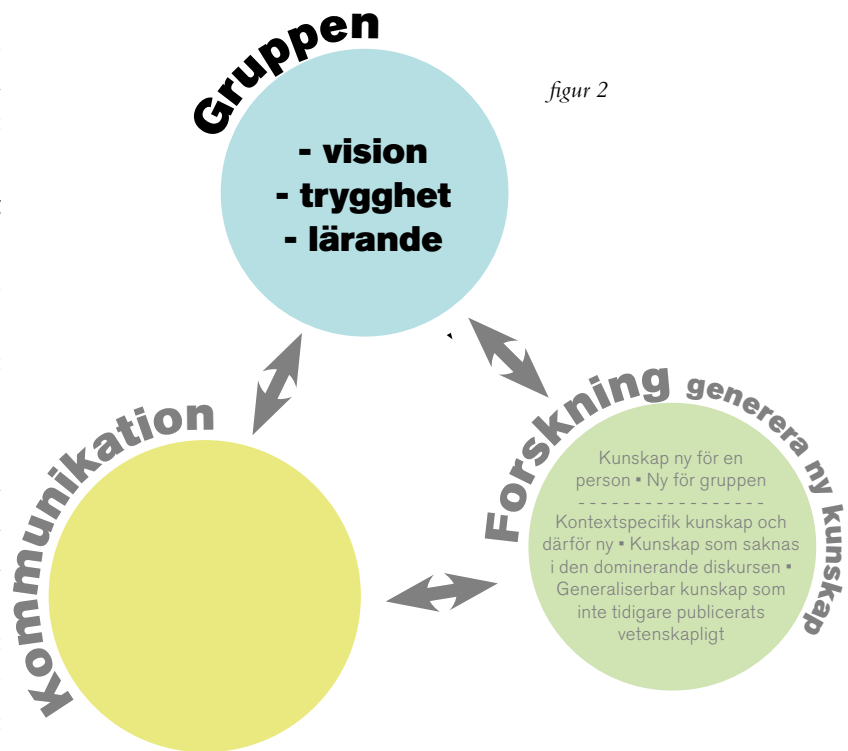 Gruppen
figur 2
- vision
- trygghet
- lärande
Kommunikation
Forskning generera ny kunskap
Kunskap ny för en
person ▪ Ny för gruppen
- - - - - - - - - - - - - - - - -
Kontextspecifik kunskap och
därför ny ▪ Kunskap som saknas
i den dominerande diskursen ▪
Generaliserbar kunskap som
inte tidigare publicerats
vetenskapligt